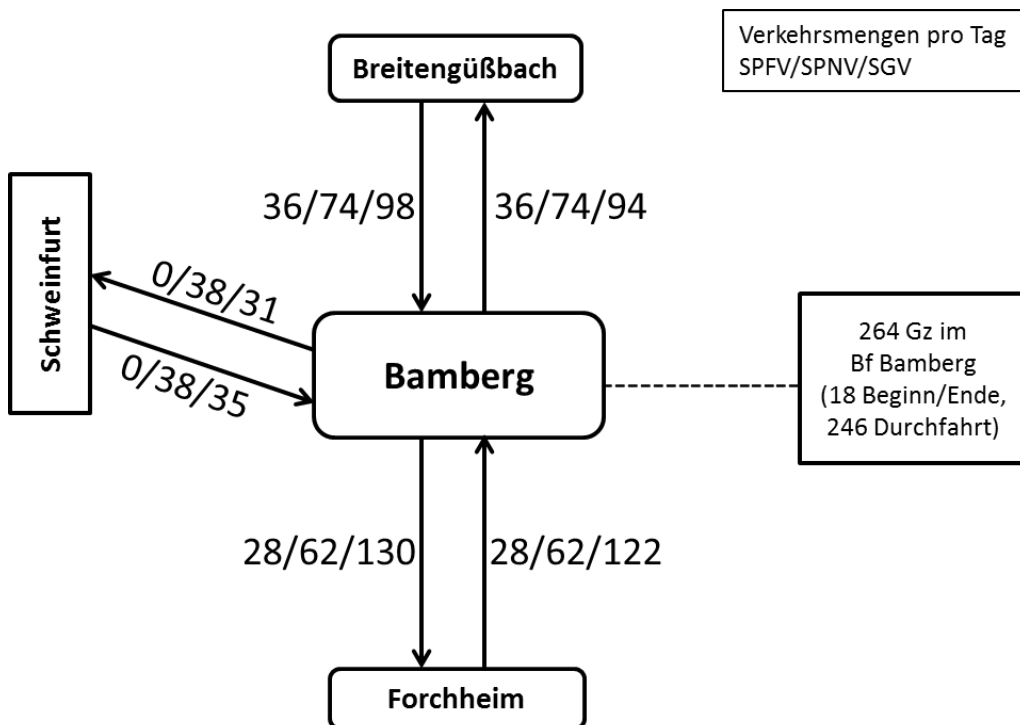 Verkehrsmengen pro Tag
SPFV/SPNV/SGV
Breitengüßbach
36/74/98
36/74/94
Schweinfurt
0/38/31
0/38/35
Bamberg
264 Gz im
Bf Bamberg
(18 Beginn/Ende,
246 Durchfahrt)
28/62/130
28/62/122
Forchheim